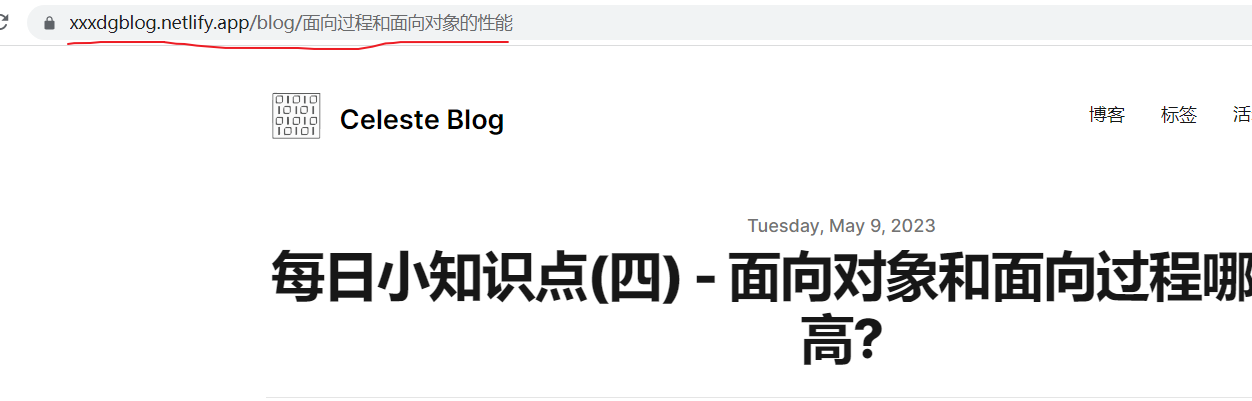 xxxdgblog.netlify.app/blog/面向过程和面向对象的性能
Celeste Blog
博客 标签 活
Tuesday, May 9, 2023
每日小知识点(四) - 面向对象和面向过程哪
高?